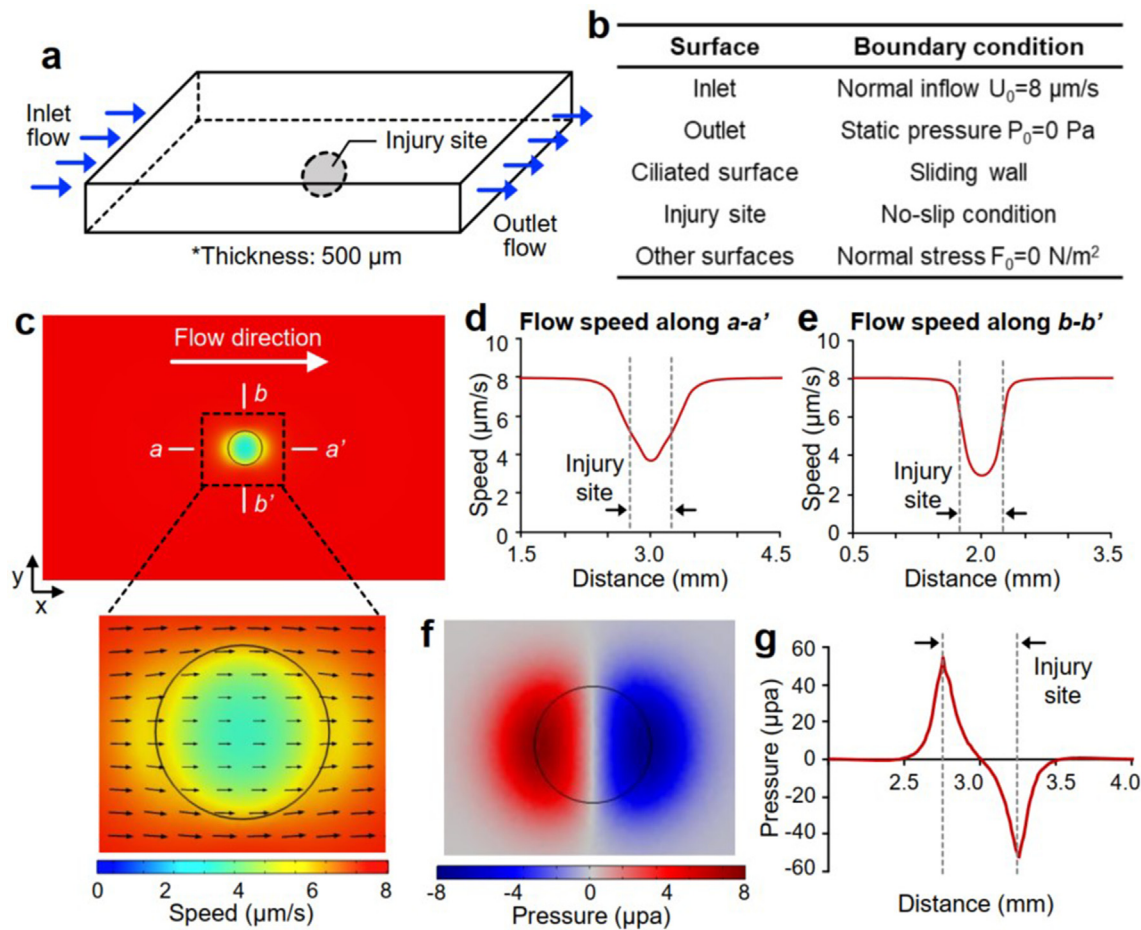 a
Inlet
flow
Injury site
Outlet
flow
*Thickness: 500 µm
b
Surface Boundary condition
Inlet Normal inflow U₀=8 µm/s
Outlet Static pressure P₀=0 Pa
Ciliated surface Sliding wall
Injury site No-slip condition
Other surfaces Normal stress F₀=0 N/m²
c
Flow direction
b
a a'
b'
y
x
0 2 4 6 8
Speed (µm/s)
d
Flow speed along a-a'
Speed (µm/s)
10
8
6
4
2
0
Injury
site
1.5 3.0 4.5
Distance (mm)
e
Flow speed along b-b'
Speed (µm/s)
10
8
6
4
2
0
Injury
site
0.5 2.0 3.5
Distance (mm)
f
-8 -4 0 4 8
Pressure (µpa)
g
Pressure (µpa)
60
40
20
0
-20
-40
-60
Injury
site
2.5 3.0 3.5 4.0
Distance (mm)